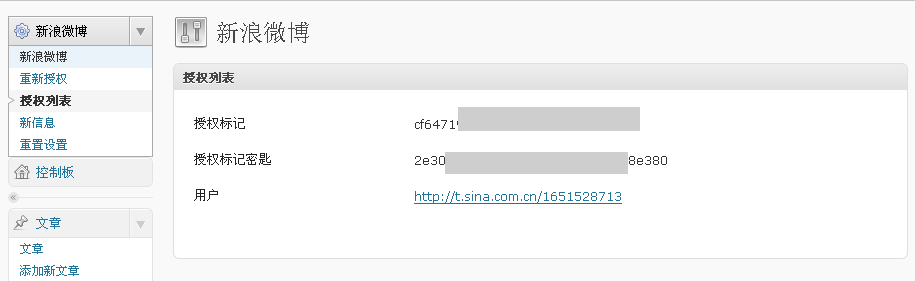 新浪微博
新浪微博
重新授权
授权列表
新信息
重置设置
控制板
文章
文章
添加新文章
新浪微博
授权列表
授权标记 cf6471
授权标记密匙 2e30 8e380
用户 http://t.sina.com.cn/1651528713